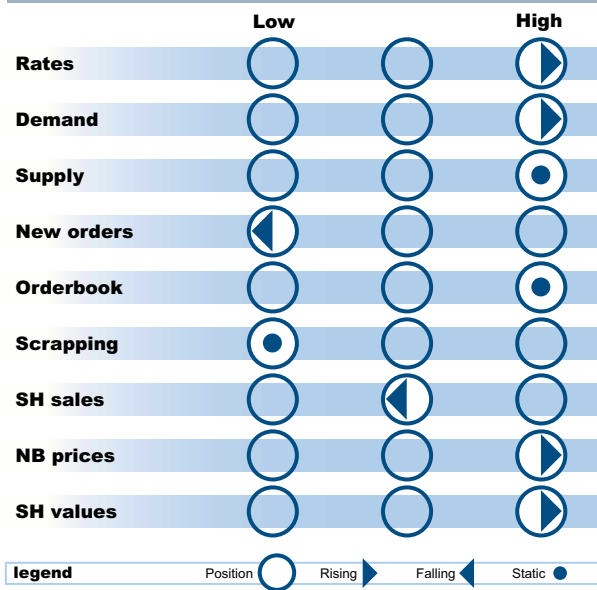 Low High
Rates
Demand
Supply
New orders
Orderbook
Scrapping
SH sales
NB prices
SH values
legend Position Rising Falling Static